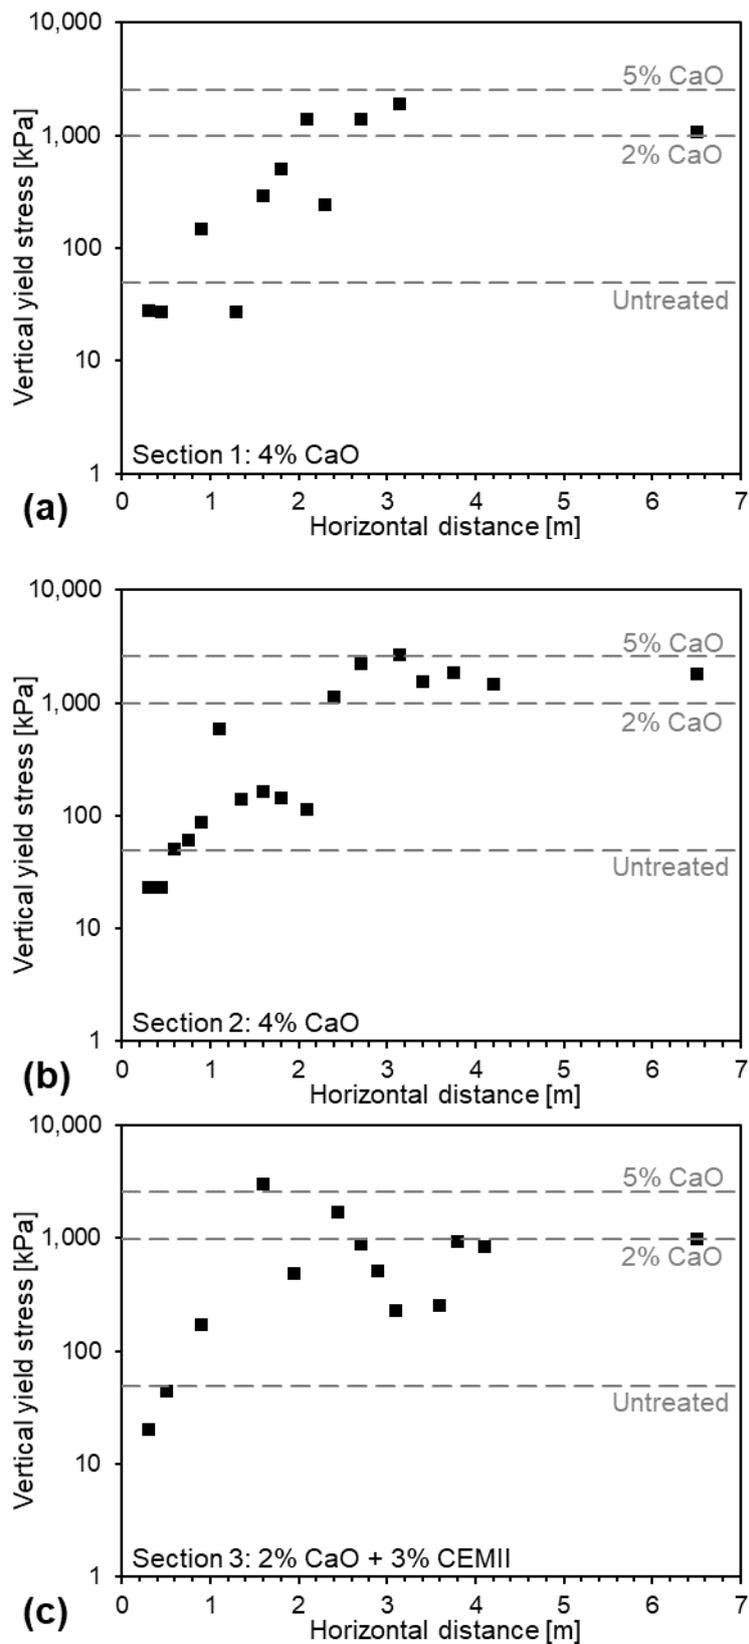 10,000
5% CaO
1,000
2% CaO
100
Untreated
10
Section 1: 4% CaO
1
0 1 2 3 4 5 6 7
Vertical yield stress [kPa]
(a)
Horizontal distance [m]
10,000
5% CaO
1,000
2% CaO
100
Untreated
10
Section 2: 4% CaO
1
0 1 2 3 4 5 6 7
Vertical yield stress [kPa]
(b)
Horizontal distance [m]
10,000
5% CaO
1,000
2% CaO
100
Untreated
10
Section 3: 2% CaO + 3% CEMII
1
0 1 2 3 4 5 6 7
Vertical yield stress [kPa]
(c)
Horizontal distance [m]